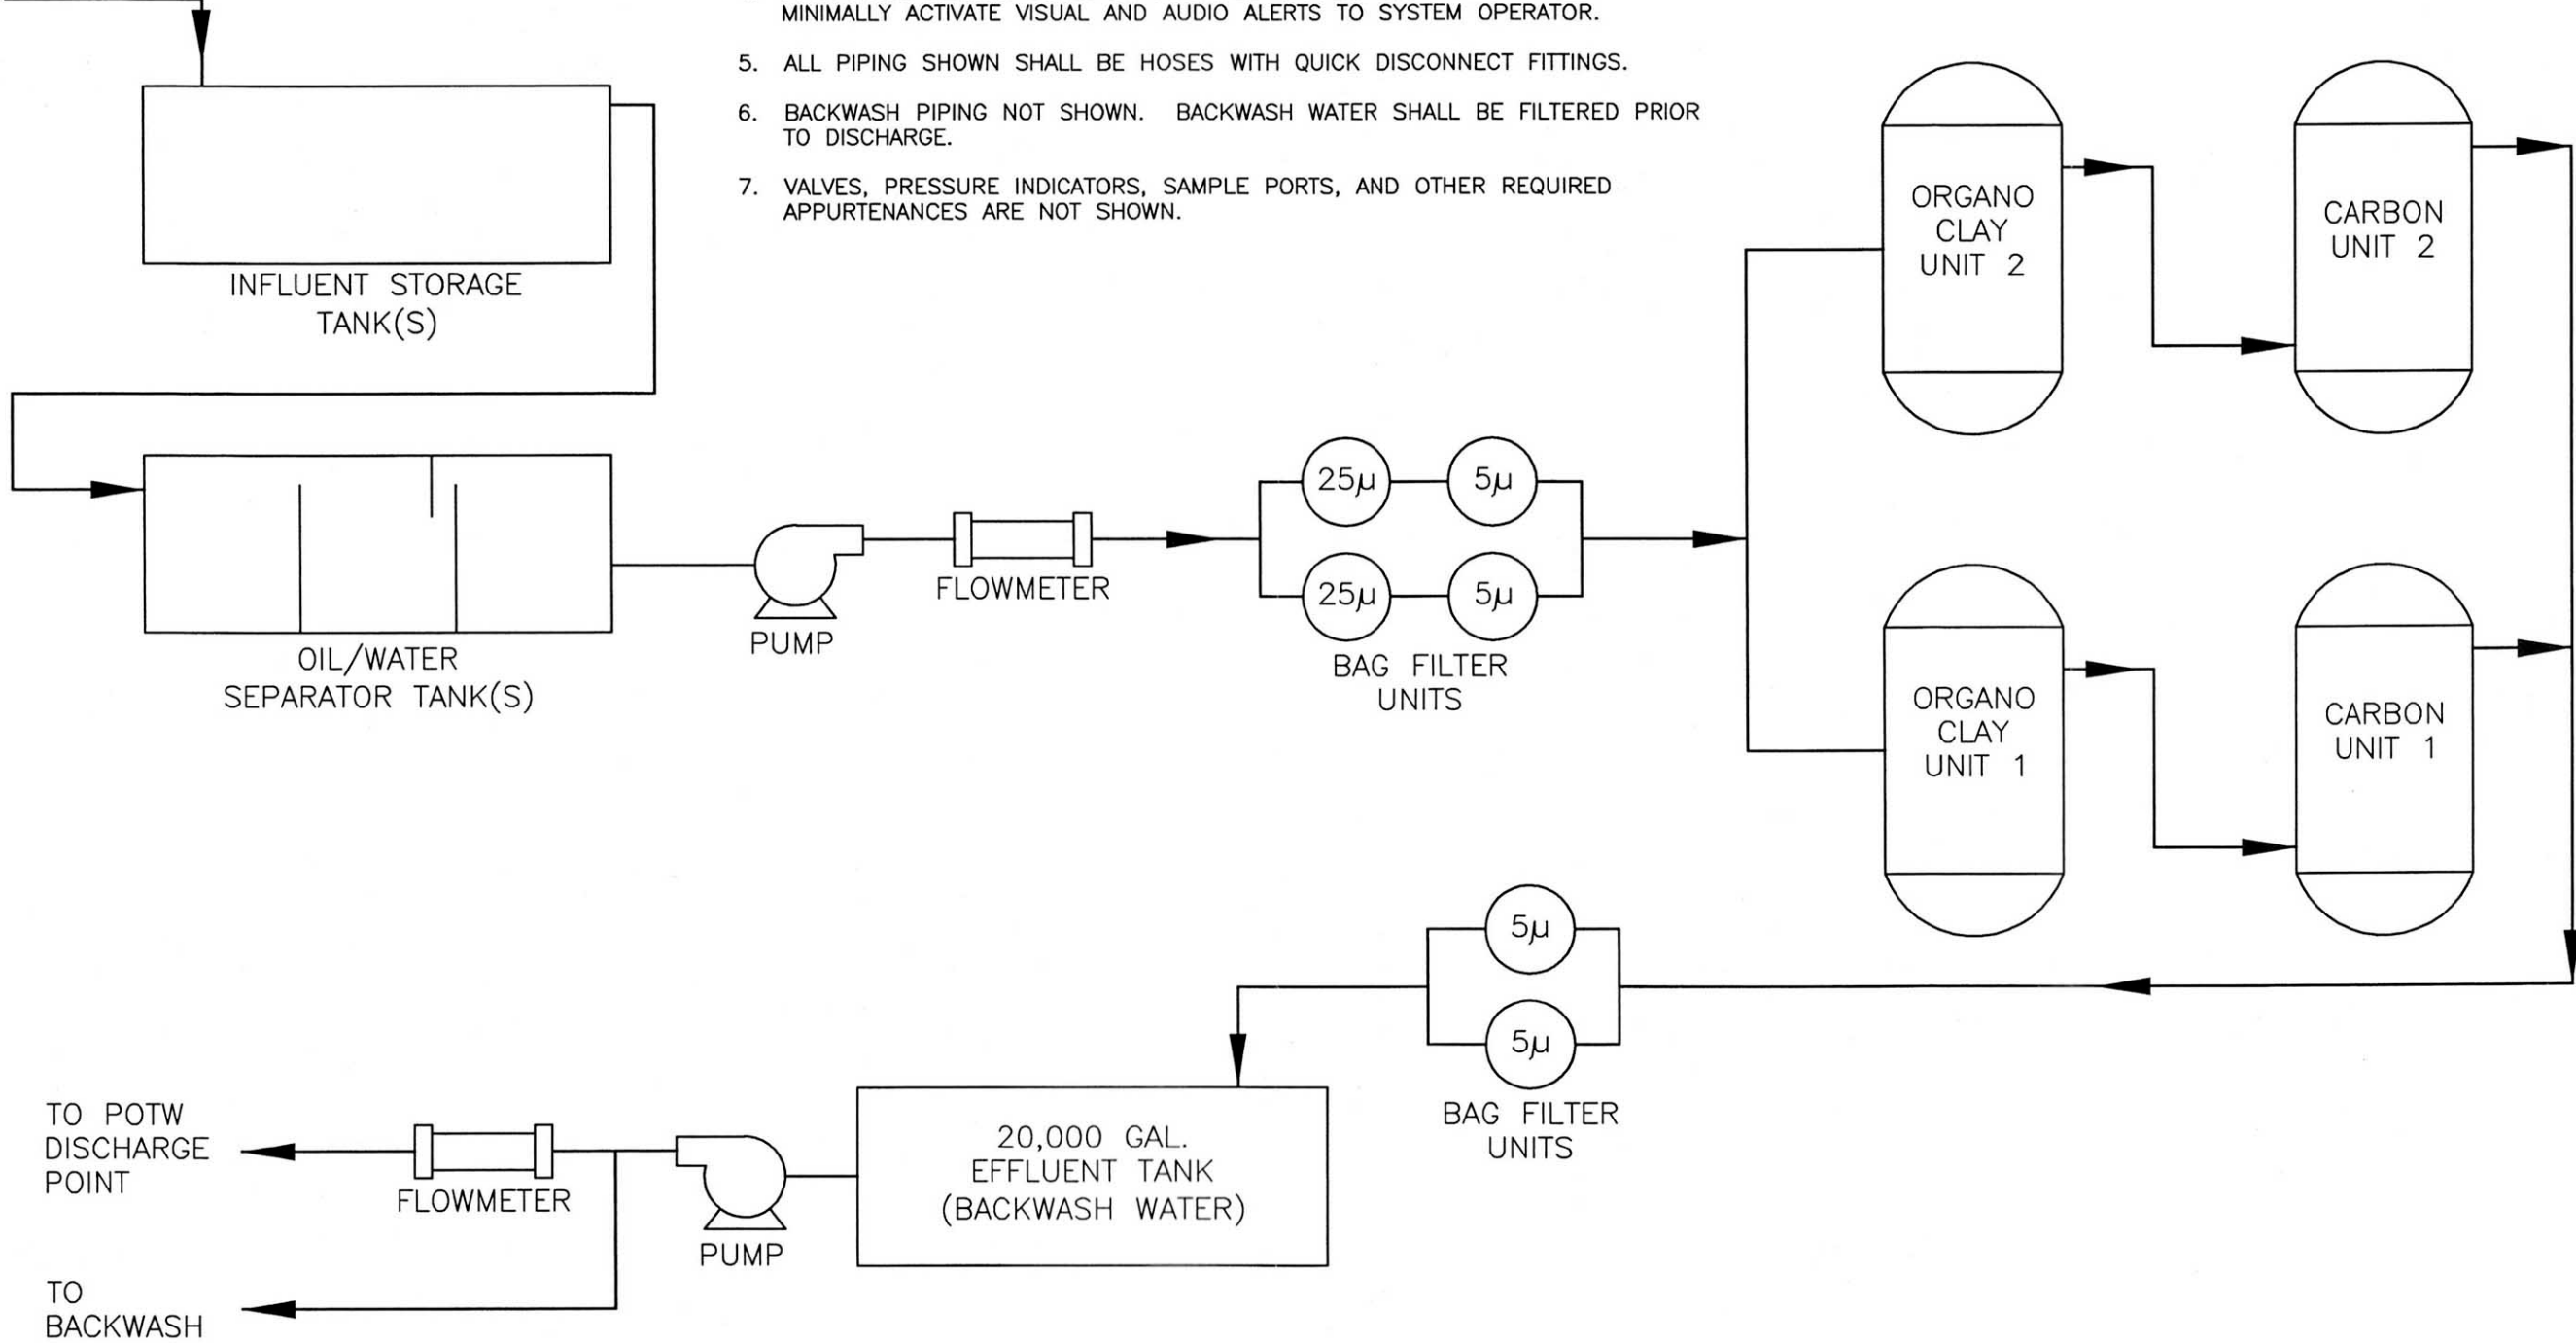 MINIMALLY ACTIVATE VISUAL AND AUDIO ALERTS TO SYSTEM OPERATOR.
5. ALL PIPING SHOWN SHALL BE HOSES WITH QUICK DISCONNECT FITTINGS.
6. BACKWASH PIPING NOT SHOWN. BACKWASH WATER SHALL BE FILTERED PRIOR
TO DISCHARGE.
7. VALVES, PRESSURE INDICATORS, SAMPLE PORTS, AND OTHER REQUIRED
APPURTENANCES ARE NOT SHOWN.
INFLUENT STORAGE
TANK(S)
OIL/WATER
SEPARATOR TANK(S)
PUMP
FLOWMETER
25μ
5μ
25μ
5μ
BAG FILTER
UNITS
ORGANO
CLAY
UNIT 2
CARBON
UNIT 2
ORGANO
CLAY
UNIT 1
CARBON
UNIT 1
5μ
5μ
BAG FILTER
UNITS
20,000 GAL.
EFFLUENT TANK
(BACKWASH WATER)
PUMP
FLOWMETER
TO POTW
DISCHARGE
POINT
TO
BACKWASH